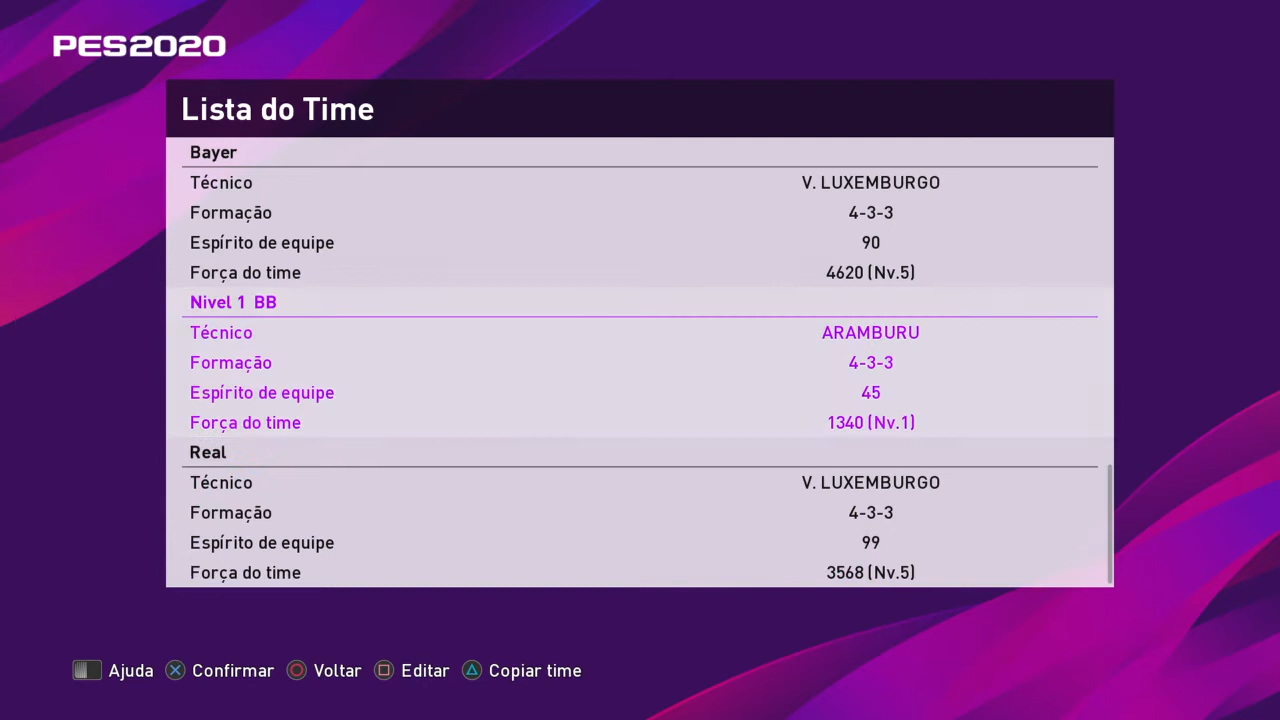 PES2020
Lista do Time
Bayer
Técnico V. LUXEMBURGO
Formação 4-3-3
Espírito de equipe 90
Força do time 4620 (Nv.5)
Nivel 1 BB
Técnico ARAMBURU
Formação 4-3-3
Espírito de equipe 45
Força do time 1340 (Nv.1)
Real
Técnico V. LUXEMBURGO
Formação 4-3-3
Espírito de equipe 99
Força do time 3568 (Nv.5)
Ajuda Confirmar Voltar Editar Copiar time